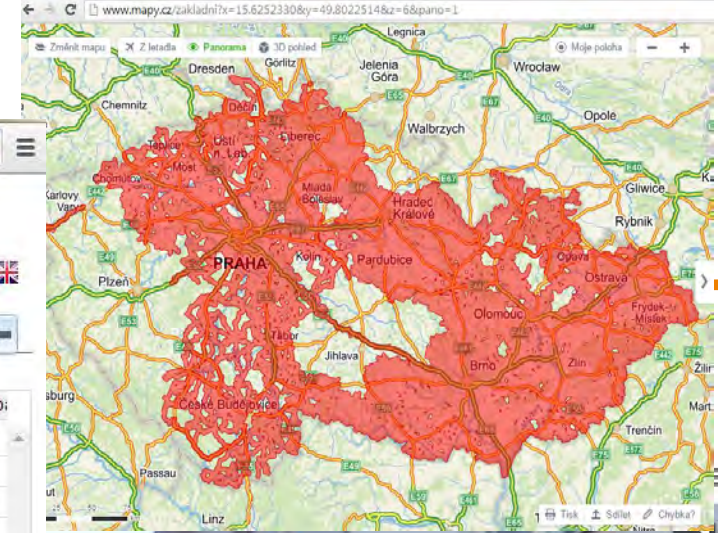 www.mapy.cz/zakladni?x=15.6252330&y=49.8022514&z=6&pano=1
Změnit mapu Z letadla Panorama 3D pohled
Moje poloha − +
Legnica
Dresden
Görlitz
Jelenia Góra
Wrocław
Chemnitz
Děčín
Walbrzych
Opole
Teplice
Ústí n. Lab.
Liberec
Most
Chomutov
Karlovy Vary
Mladá Boleslav
Hradec Králové
Gliwice
Rybnik
PRAHA
Kolín
Pardubice
Opava
Ostrava
Plzeň
Olomouc
Frýdek-Místek
Tábor
Jihlava
Brno
Zlín
České Budějovice
Trenčín
Passau
Linz
Tisk Sdílet Chybka?